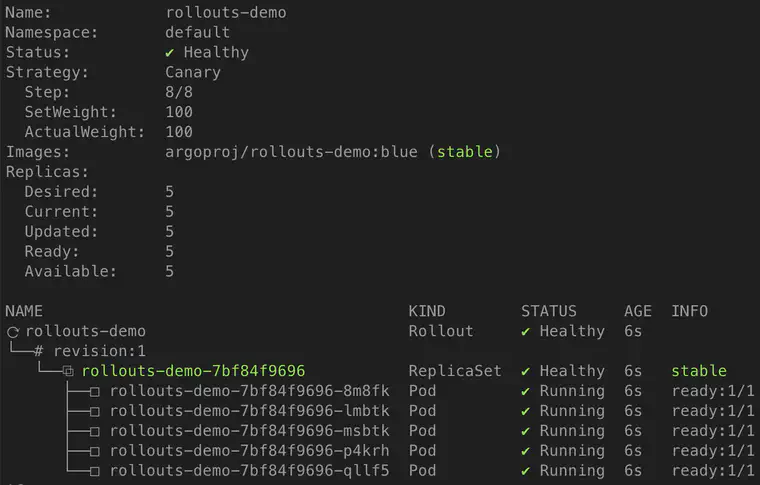 Name: rollouts-demo
Namespace: default
Status: ✔ Healthy
Strategy: Canary
Step: 8/8
SetWeight: 100
ActualWeight: 100
Images: argoproj/rollouts-demo:blue (stable)
Replicas:
Desired: 5
Current: 5
Updated: 5
Ready: 5
Available: 5
NAME KIND STATUS AGE INFO
⟳ rollouts-demo Rollout ✔ Healthy 6s
└──# revision:1
└──⧉ rollouts-demo-7bf84f9696 ReplicaSet ✔ Healthy 6s stable
├──□ rollouts-demo-7bf84f9696-8m8fk Pod ✔ Running 6s ready:1/1
├──□ rollouts-demo-7bf84f9696-lmbtk Pod ✔ Running 6s ready:1/1
├──□ rollouts-demo-7bf84f9696-msbtk Pod ✔ Running 6s ready:1/1
├──□ rollouts-demo-7bf84f9696-p4krh Pod ✔ Running 6s ready:1/1
└──□ rollouts-demo-7bf84f9696-qllf5 Pod ✔ Running 6s ready:1/1